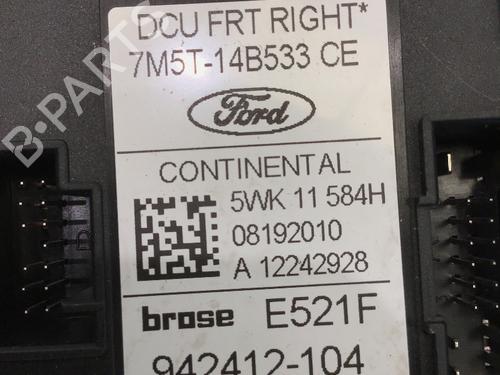 DCU FRT RIGHT*
7M5T-14B533 CE
Ford
CONTINENTAL
5WK 11 584H
08192010
A 12242928
brose E521F
942412-104
B-PARTS